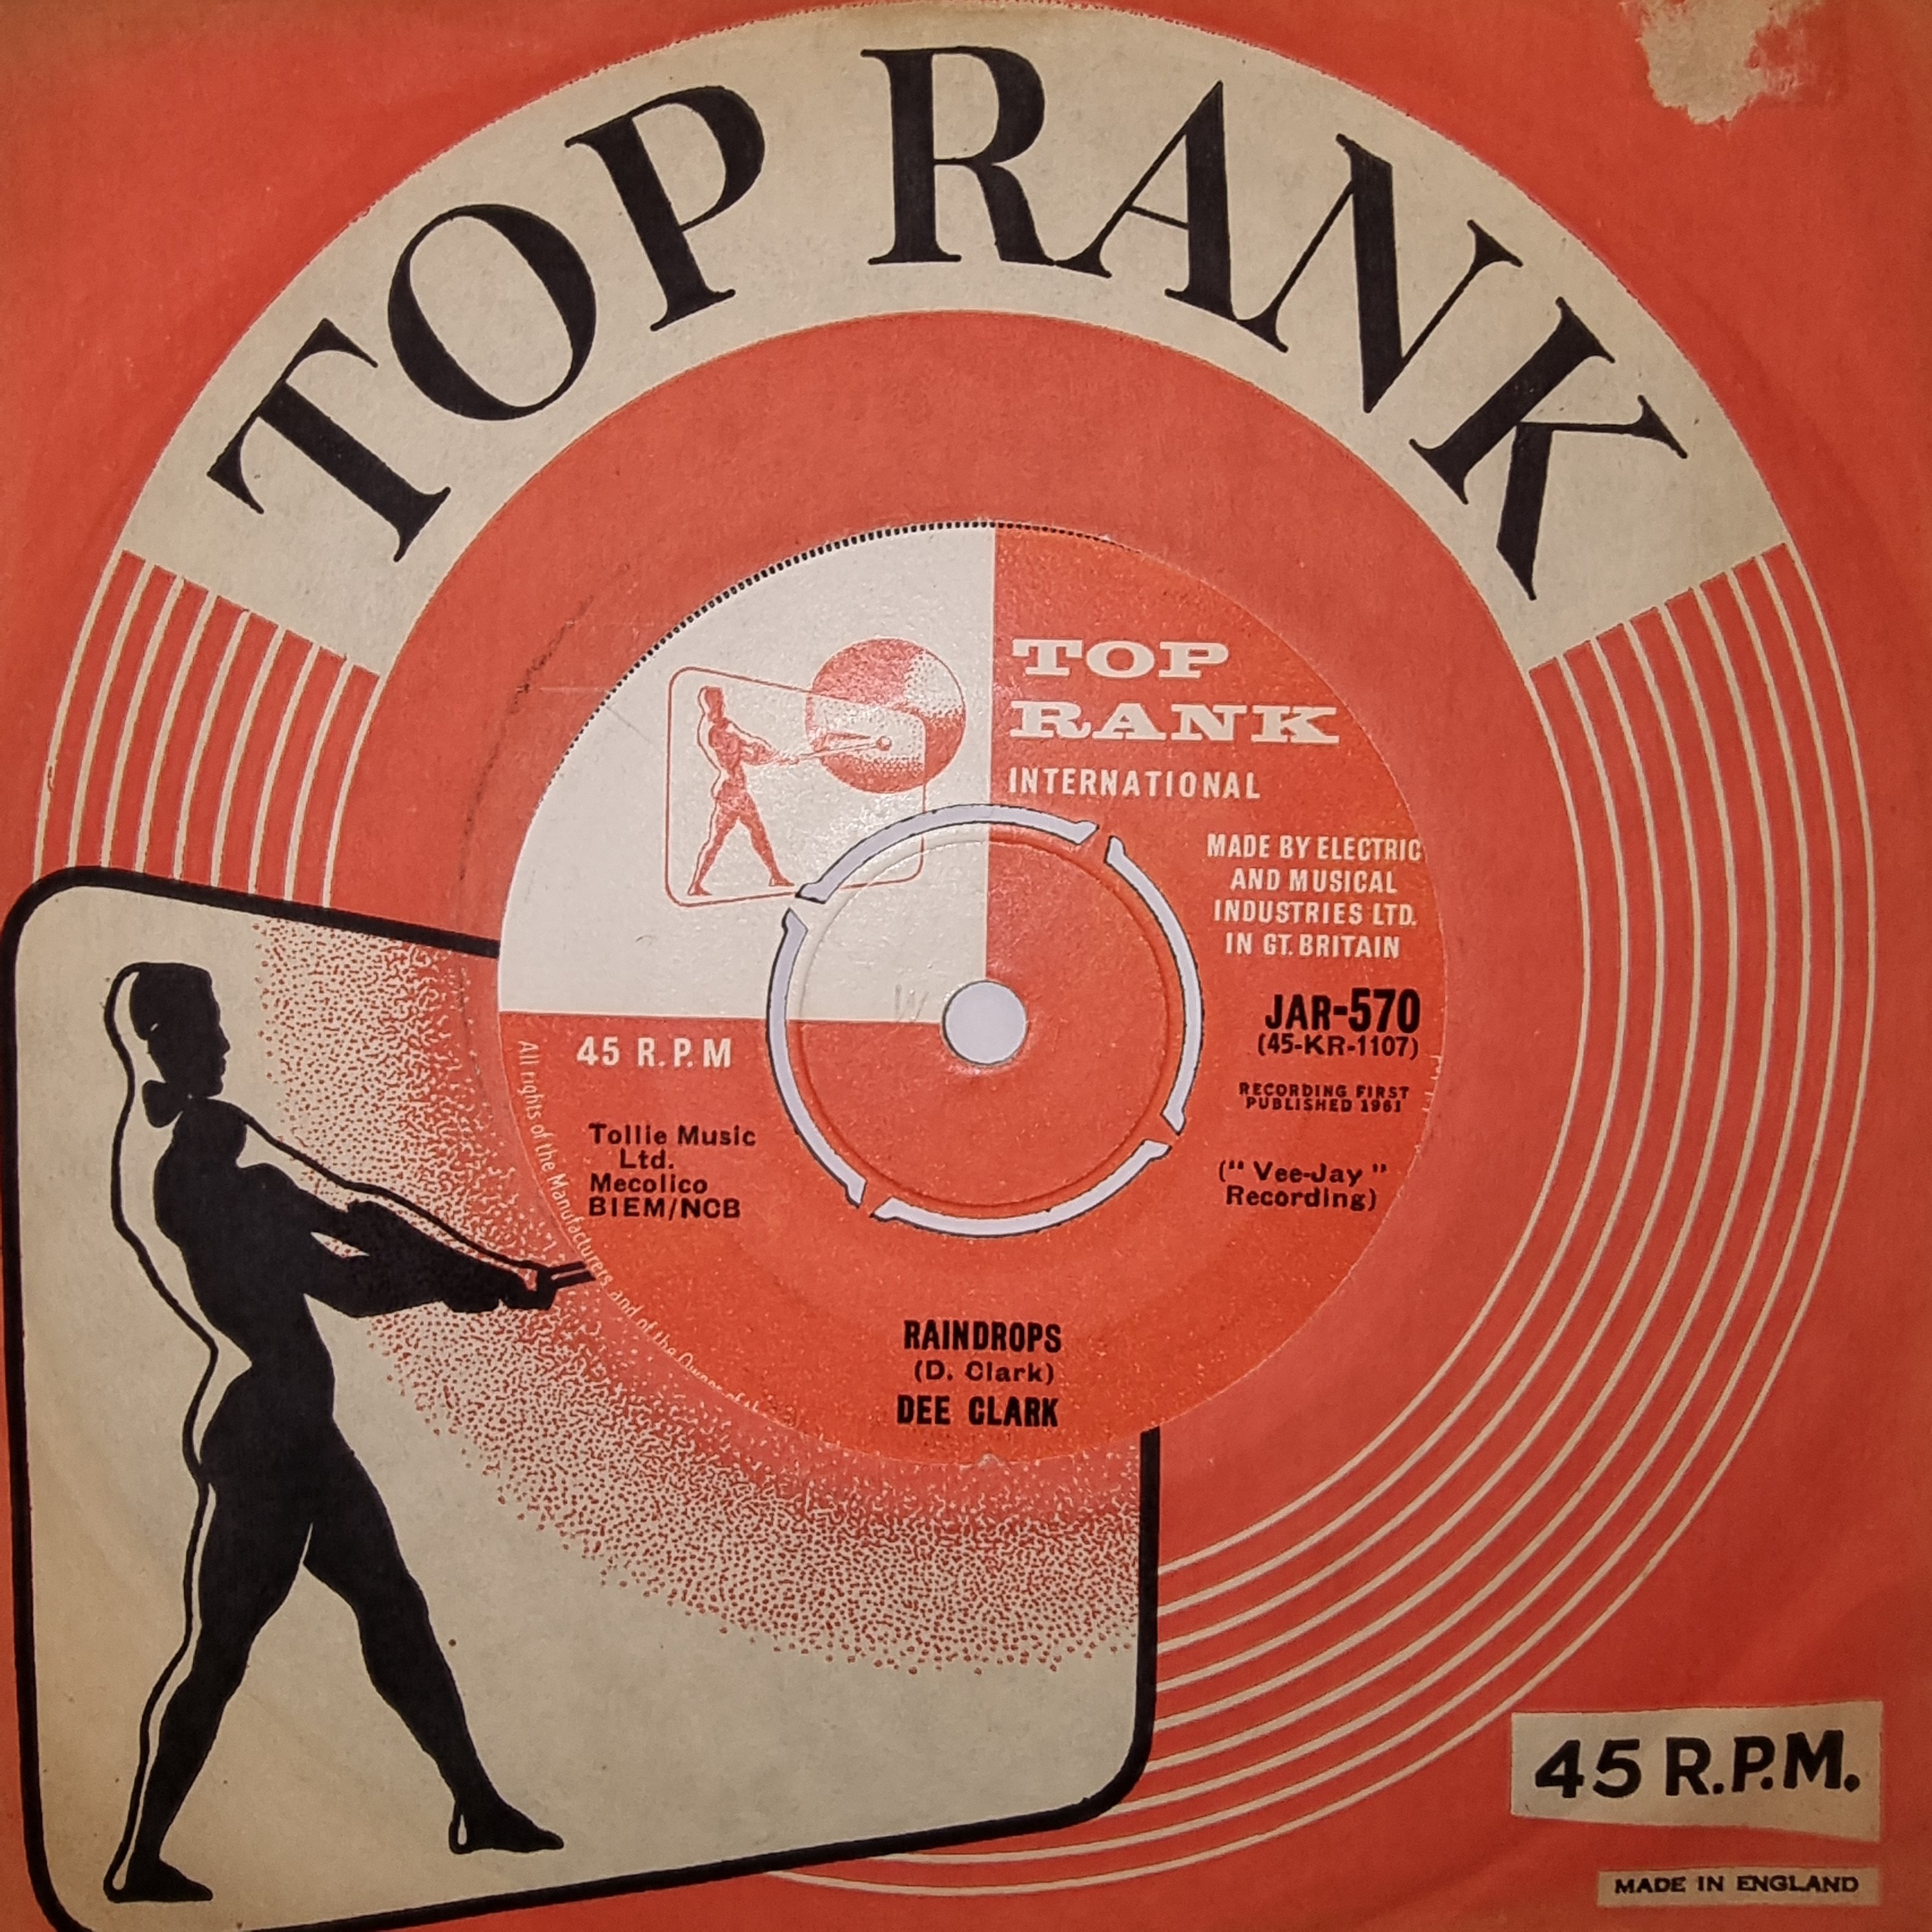 TOP RANK
TOP
RANK
INTERNATIONAL
MADE BY ELECTRIC
AND MUSICAL
INDUSTRIES LTD.
IN GT. BRITAIN
JAR-570
(45-KR-1107)
RECORDING FIRST
PUBLISHED 1961
("Vee-Jay"
Recording)
45 R.P.M
Tollie Music
Ltd.
Mecolico
BIEM/NCB
All rights of the Manufacturers and of the Owner of
RAINDROPS
(D. Clark)
DEE CLARK
45 R.P.M.
MADE IN ENGLAND